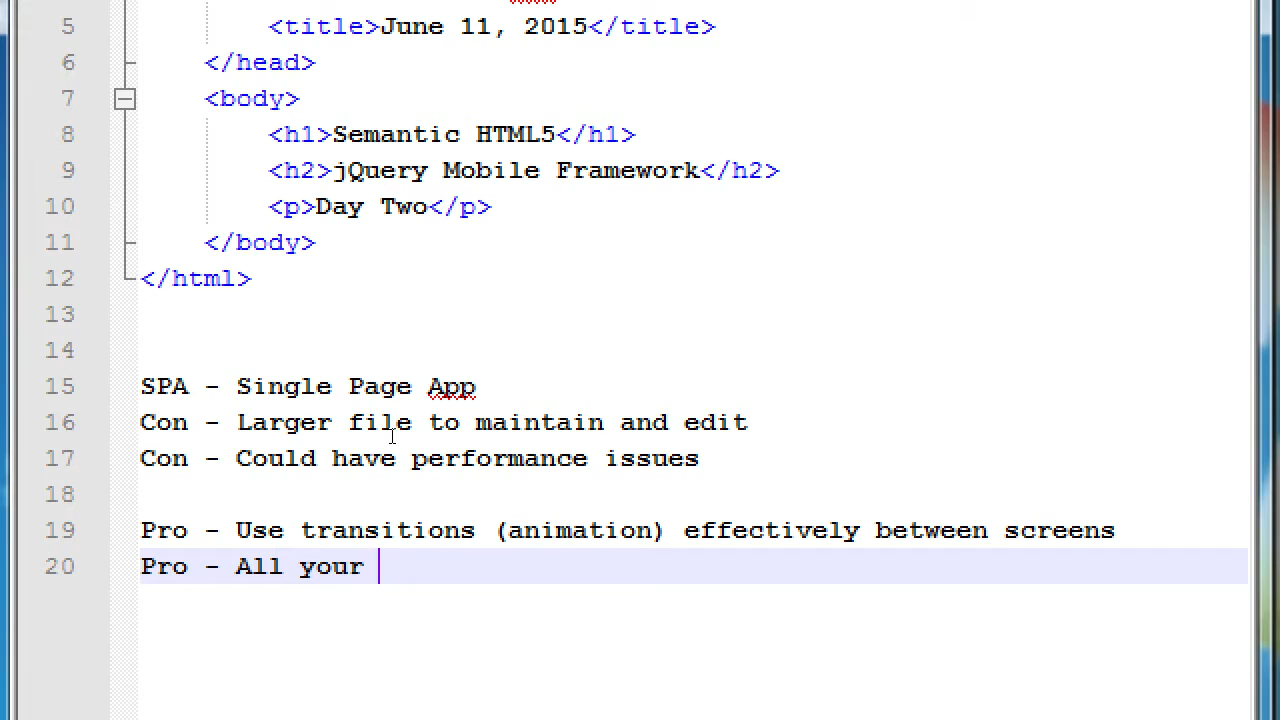 5 <title>June 11, 2015</title>
6 </head>
7 <body>
8 <h1>Semantic HTML5</h1>
9 <h2>jQuery Mobile Framework</h2>
10 <p>Day Two</p>
11 </body>
12 </html>
13
14
15 SPA - Single Page App
16 Con - Larger file to maintain and edit
17 Con - Could have performance issues
18
19 Pro - Use transitions (animation) effectively between screens
20 Pro - All your